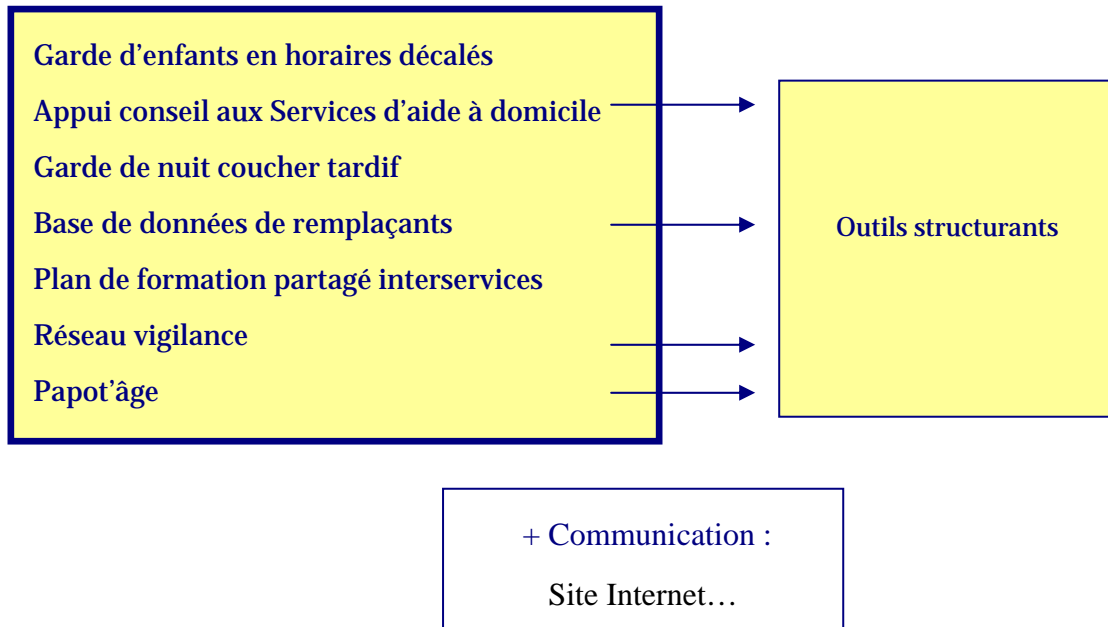 Garde d'enfants en horaires décalés
Appui conseil aux Services d'aide à domicile
Garde de nuit coucher tardif
Base de données de remplaçants
Plan de formation partagé interservices
Réseau vigilance
Papot'âge
Outils structurants
+ Communication :
Site Internet…